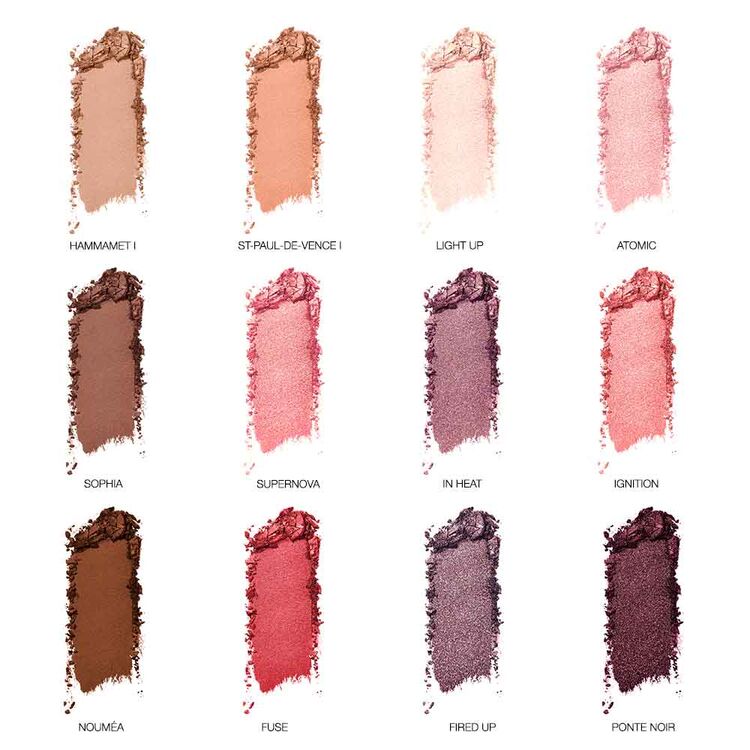 HAMMAMET I
ST-PAUL-DE-VENCE I
LIGHT UP
ATOMIC
SOPHIA
SUPERNOVA
IN HEAT
IGNITION
NOUMÉA
FUSE
FIRED UP
PONTE NOIR